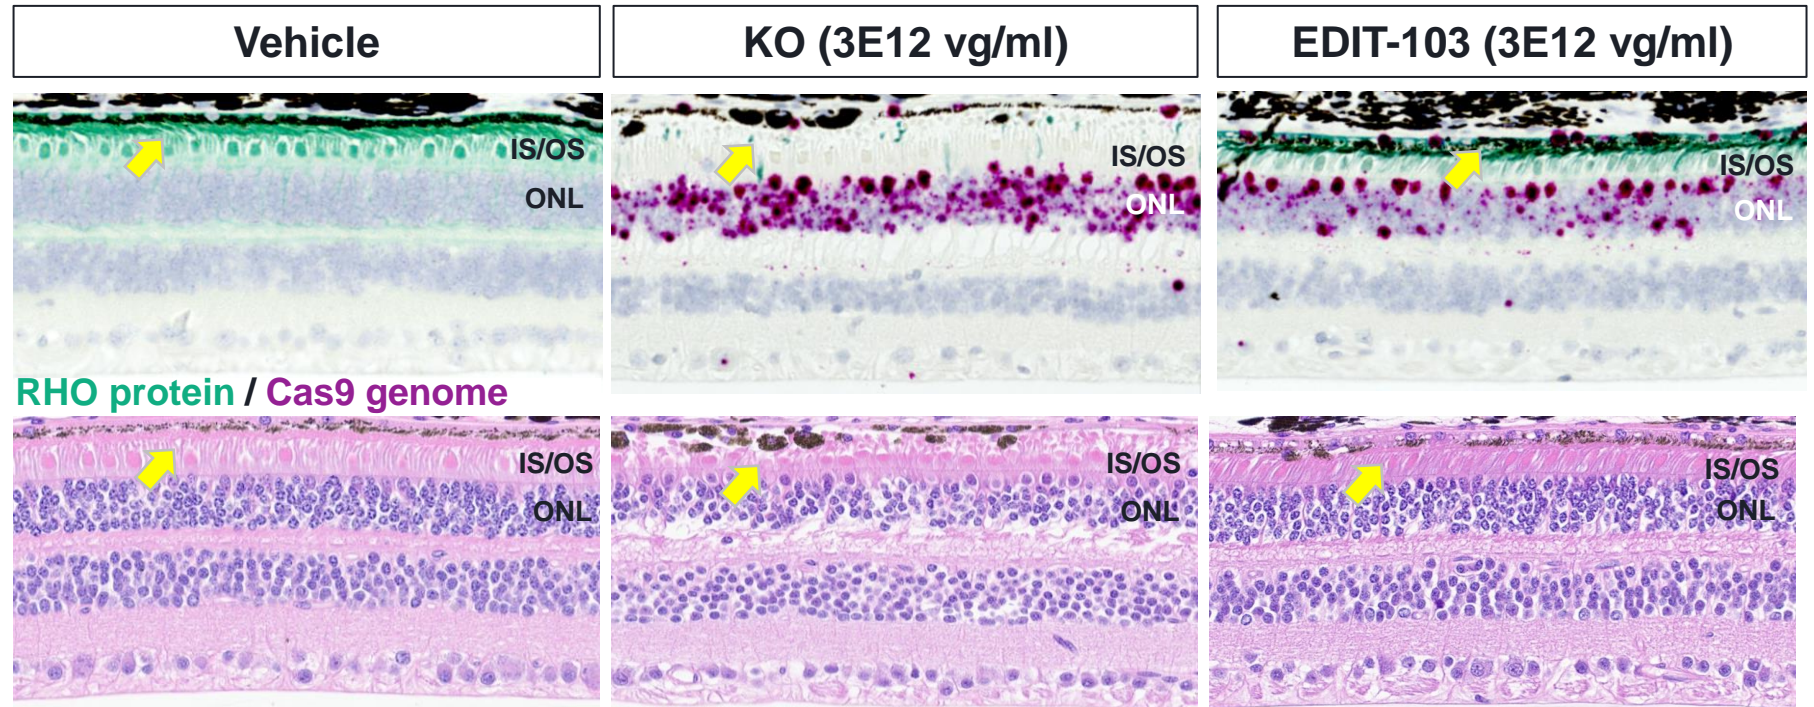 Vehicle
KO (3E12 vg/ml)
EDIT-103 (3E12 vg/ml)
IS/OS
ONL
IS/OS
ONL
IS/OS
ONL
RHO protein / Cas9 genome
IS/OS
ONL
IS/OS
ONL
IS/OS
ONL